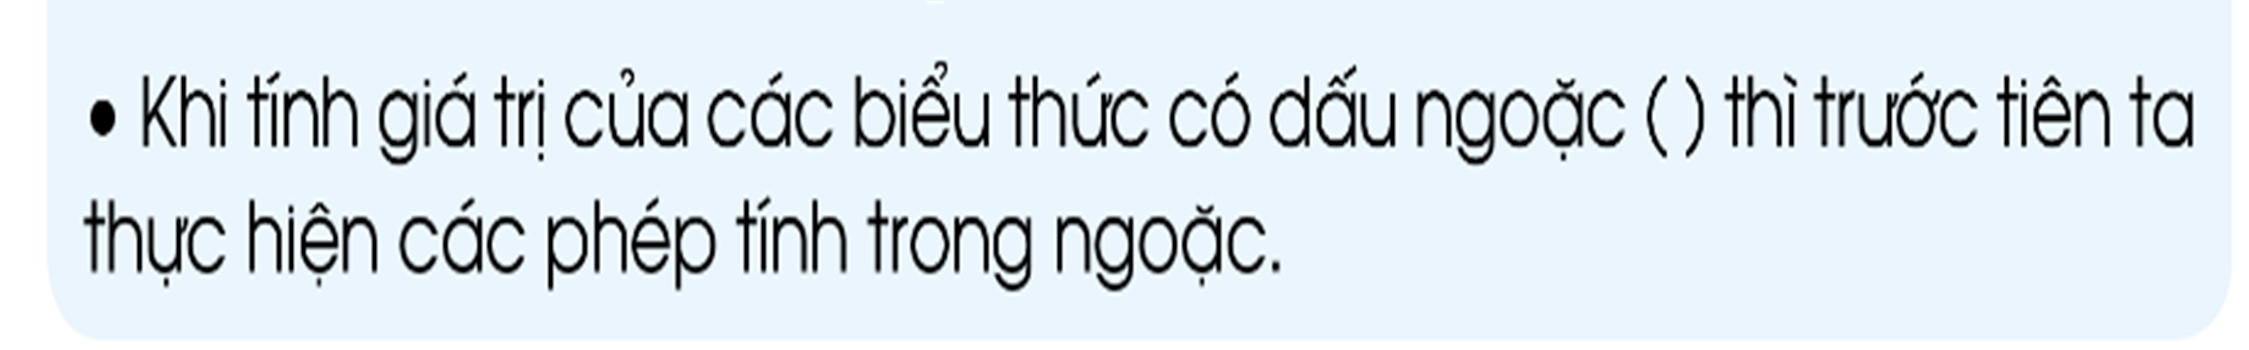 • Khi tính giá trị của các biểu thức có dấu ngoặc ( ) thì trước tiên ta
thực hiện các phép tính trong ngoặc.